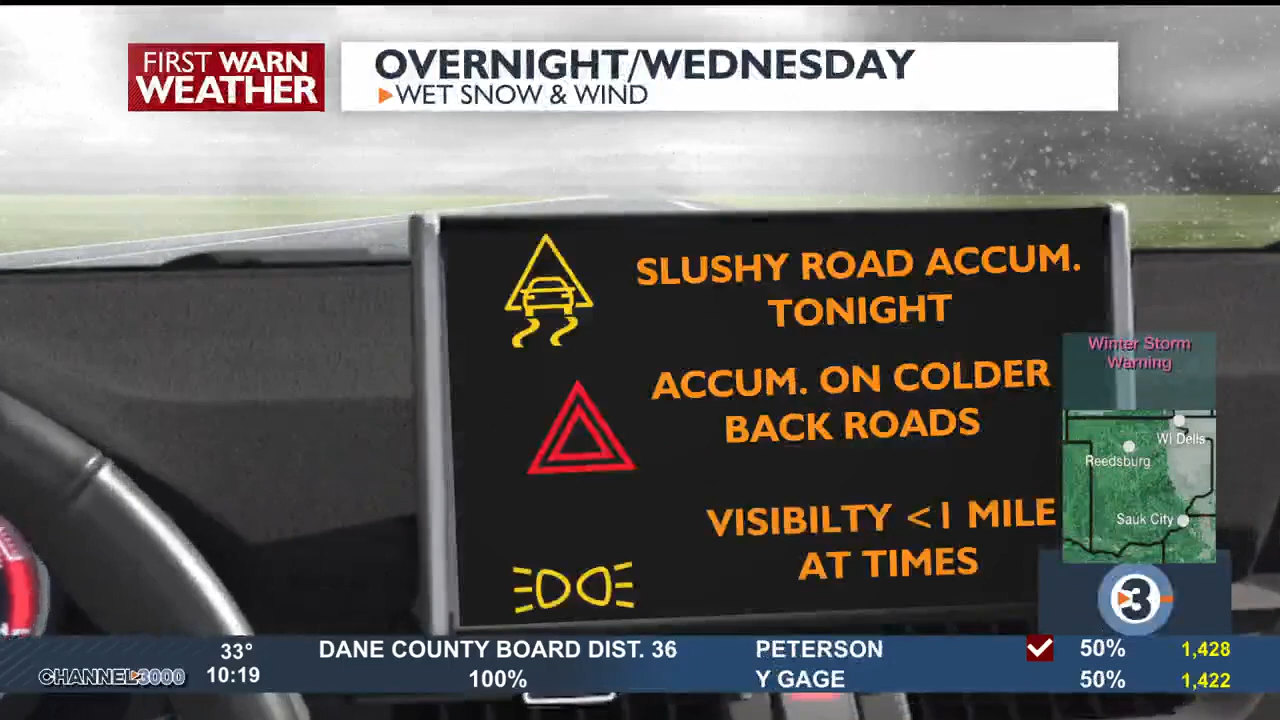 FIRST WARN
WEATHER
OVERNIGHT/WEDNESDAY
WET SNOW & WIND
SLUSHY ROAD ACCUM.
TONIGHT
ACCUM. ON COLDER
BACK ROADS
VISIBILTY <1 MILE
AT TIMES
Winter Storm
Warning
WI Dells
Reedsburg
Sauk City
3
33°
10:19
CHANNEL3000
DANE COUNTY BOARD DIST. 36
100%
PETERSON 50% 1,428
Y GAGE 50% 1,422